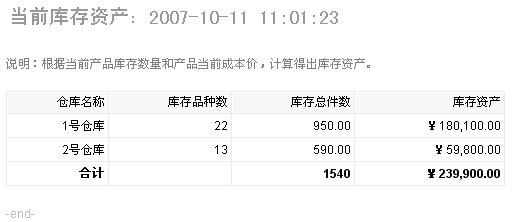 当前库存资产：2007-10-11 11:01:23
说明：根据当前产品库存数量和产品当前成本价，计算得出库存资产。
仓库名称 库存品种数 库存总件数 库存资产
1号仓库 22 950.00 ¥ 180,100.00
2号仓库 13 590.00 ¥ 59,800.00
合计 1540 ¥ 239,900.00
-end-